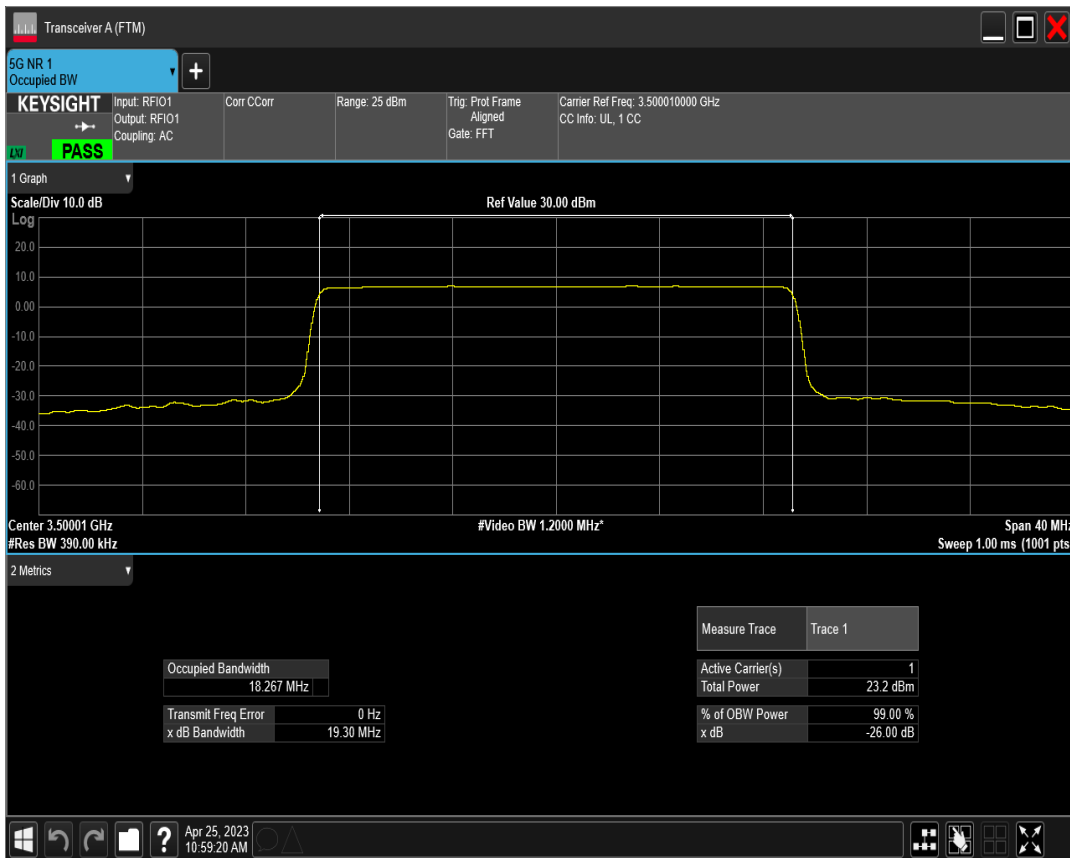 Transceiver A (FTM)
5G NR 1
Occupied BW
+
KEYSIGHT
LXI
PASS
Input: RFIO1
Output: RFIO1
Coupling: AC
Corr CCorr
Range: 25 dBm
Trig: Prot Frame
Aligned
Gate: FFT
Carrier Ref Freq: 3.500010000 GHz
CC Info: UL, 1 CC
1 Graph
Scale/Div 10.0 dB
Ref Value 30.00 dBm
Log
20.0
10.0
0.00
-10.0
-20.0
-30.0
-40.0
-50.0
-60.0
Center 3.50001 GHz
#Video BW 1.2000 MHz*
Span 40 MHz
#Res BW 390.00 kHz
Sweep 1.00 ms (1001 pts
2 Metrics
Measure Trace Trace 1
Occupied Bandwidth
18.267 MHz
Active Carrier(s) 1
Total Power 23.2 dBm
Transmit Freq Error 0 Hz
x dB Bandwidth 19.30 MHz
% of OBW Power 99.00 %
x dB -26.00 dB
?
Apr 25, 2023
10:59:20 AM